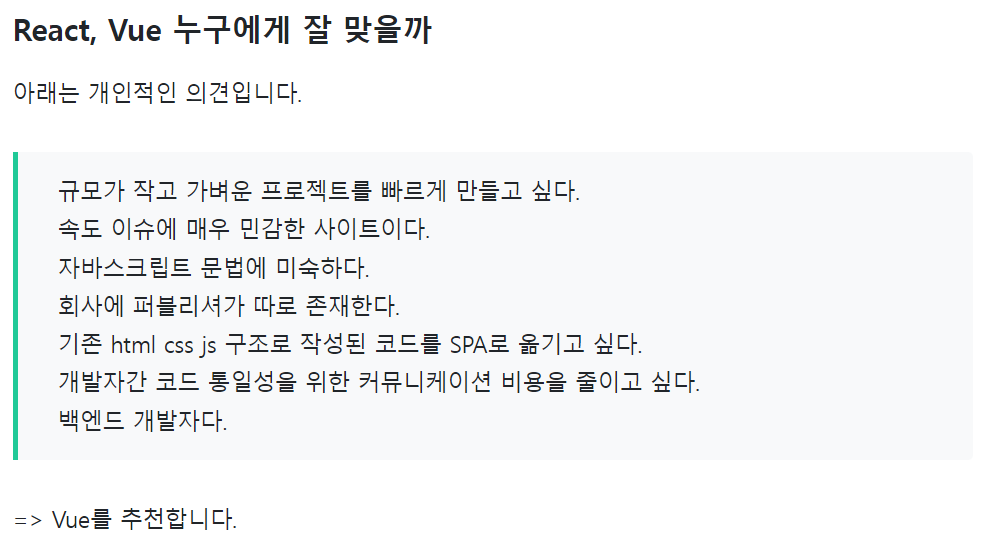 React, Vue 누구에게 잘 맞을까
아래는 개인적인 의견입니다.
규모가 작고 가벼운 프로젝트를 빠르게 만들고 싶다.
속도 이슈에 매우 민감한 사이트이다.
자바스크립트 문법에 미숙하다.
회사에 퍼블리셔가 따로 존재한다.
기존 html css js 구조로 작성된 코드를 SPA로 옮기고 싶다.
개발자간 코드 통일성을 위한 커뮤니케이션 비용을 줄이고 싶다.
백엔드 개발자다.
=> Vue를 추천합니다.